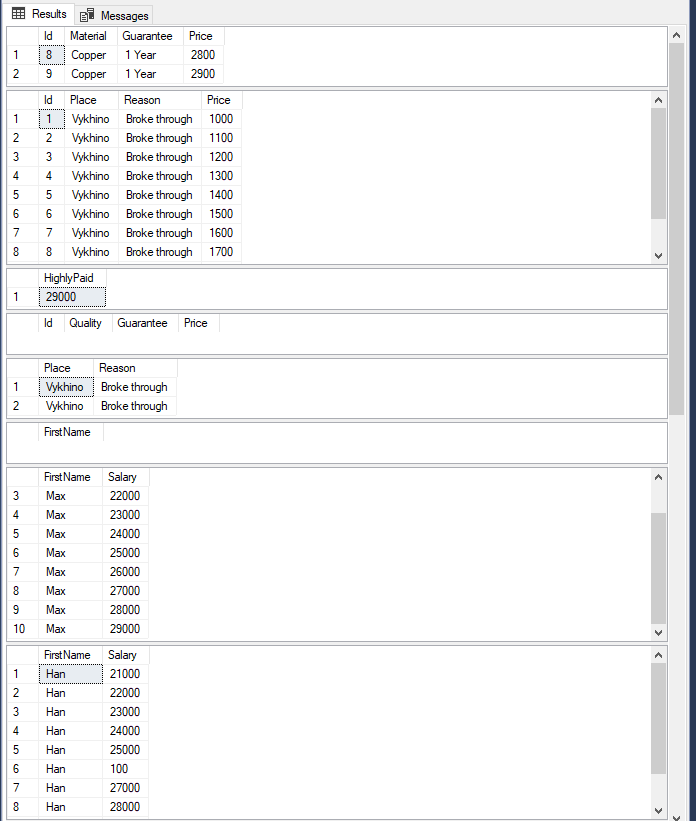 Results Messages
Id Material Guarantee Price
1 8 Copper 1 Year 2800
2 9 Copper 1 Year 2900
Id Place Reason Price
1 1 Vykhino Broke through 1000
2 2 Vykhino Broke through 1100
3 3 Vykhino Broke through 1200
4 4 Vykhino Broke through 1300
5 5 Vykhino Broke through 1400
6 6 Vykhino Broke through 1500
7 7 Vykhino Broke through 1600
8 8 Vykhino Broke through 1700
HighlyPaid
1 29000
Id Quality Guarantee Price
Place Reason
1 Vykhino Broke through
2 Vykhino Broke through
FirstName
FirstName Salary
3 Max 22000
4 Max 23000
5 Max 24000
6 Max 25000
7 Max 26000
8 Max 27000
9 Max 28000
10 Max 29000
FirstName Salary
1 Han 21000
2 Han 22000
3 Han 23000
4 Han 24000
5 Han 25000
6 Han 100
7 Han 27000
8 Han 28000